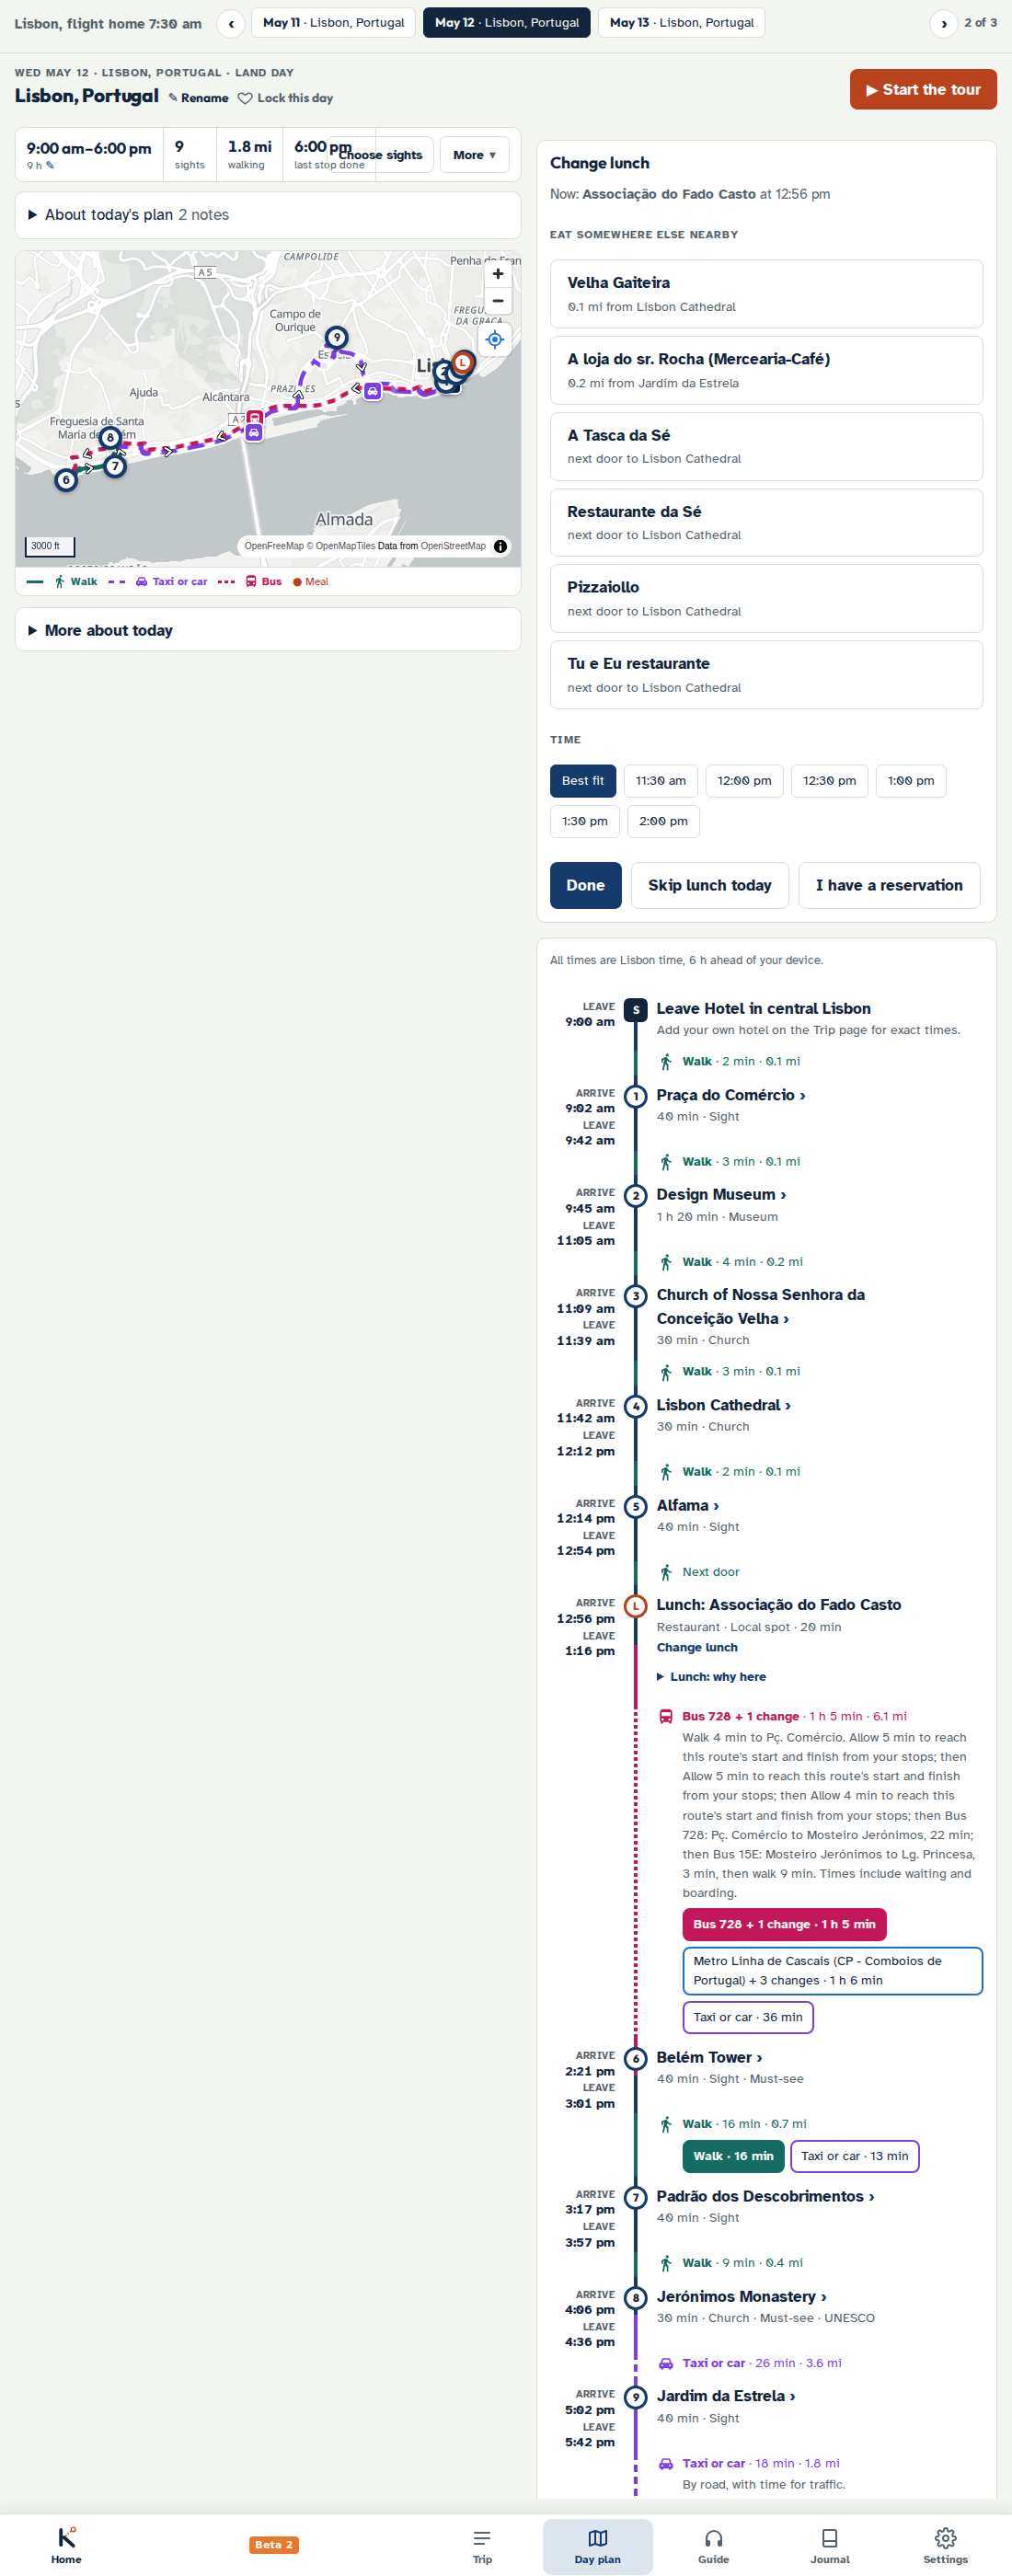 Lisbon, flight home 7:30 am
‹
May 11 · Lisbon, Portugal
May 12 · Lisbon, Portugal
May 13 · Lisbon, Portugal
›
2 of 3
WED MAY 12 · LISBON, PORTUGAL · LAND DAY
Lisbon, Portugal ✎ Rename ♡ Lock this day
▶ Start the tour
9:00 am–6:00 pm
9 h ✎
9
sights
1.8 mi
walking
6:00 pm
last stop done
Choose sights
More ▼
▶ About today's plan 2 notes
CAMPOLIDE
A 5
Campo de
Ourique
DA GRAÇA
+
−
9
L
Ajuda
Alcântara
Freguesia de Santa
8
7
6
Almada
3000 ft
OpenFreeMap © OpenMapTiles Data from OpenStreetMap
Walk
Taxi or car
Bus
Meal
▶ More about today
Change lunch
Now: Associação do Fado Casto at 12:56 pm
EAT SOMEWHERE ELSE NEARBY
Velha Gaiteira
0.1 mi from Lisbon Cathedral
A loja do sr. Rocha (Mercearia-Café)
0.2 mi from Jardim da Estrela
A Tasca da Sé
next door to Lisbon Cathedral
Restaurante da Sé
next door to Lisbon Cathedral
Pizzaiollo
next door to Lisbon Cathedral
Tu e Eu restaurante
next door to Lisbon Cathedral
TIME
Best fit
11:30 am
12:00 pm
12:30 pm
1:00 pm
1:30 pm
2:00 pm
Done
Skip lunch today
I have a reservation
All times are Lisbon time, 6 h ahead of your device.
LEAVE
9:00 am
S
Leave Hotel in central Lisbon
Add your own hotel on the Trip page for exact times.
Walk · 2 min · 0.1 mi
ARRIVE
9:02 am
LEAVE
9:42 am
1
Praça do Comércio ›
40 min · Sight
Walk · 3 min · 0.1 mi
ARRIVE
9:45 am
LEAVE
11:05 am
2
Design Museum ›
1 h 20 min · Museum
Walk · 4 min · 0.2 mi
ARRIVE
11:09 am
LEAVE
11:39 am
3
Church of Nossa Senhora da
Conceição Velha ›
30 min · Church
Walk · 3 min · 0.1 mi
ARRIVE
11:42 am
LEAVE
12:12 pm
4
Lisbon Cathedral ›
30 min · Church
Walk · 2 min · 0.1 mi
ARRIVE
12:14 pm
LEAVE
12:54 pm
5
Alfama ›
40 min · Sight
Next door
ARRIVE
12:56 pm
LEAVE
1:16 pm
L
Lunch: Associação do Fado Casto
Restaurant · Local spot · 20 min
Change lunch
▶ Lunch: why here
Bus 728 + 1 change · 1 h 5 min · 6.1 mi
Walk 4 min to Pç. Comércio. Allow 5 min to reach
this route's start and finish from your stops; then
Allow 5 min to reach this route's start and finish
from your stops; then Allow 4 min to reach this
route's start and finish from your stops; then Bus
728: Pç. Comércio to Mosteiro Jerónimos, 22 min;
then Bus 15E: Mosteiro Jerónimos to Lg. Princesa,
3 min, then walk 9 min. Times include waiting and
boarding.
Bus 728 + 1 change · 1 h 5 min
Metro Linha de Cascais (CP - Comboios de
Portugal) + 3 changes · 1 h 6 min
Taxi or car · 36 min
ARRIVE
2:21 pm
LEAVE
3:01 pm
6
Belém Tower ›
40 min · Sight · Must-see
Walk · 16 min · 0.7 mi
Walk · 16 min
Taxi or car · 13 min
ARRIVE
3:17 pm
LEAVE
3:57 pm
7
Padrão dos Descobrimentos ›
40 min · Sight
Walk · 9 min · 0.4 mi
ARRIVE
4:06 pm
LEAVE
4:36 pm
8
Jerónimos Monastery ›
30 min · Church · Must-see · UNESCO
Taxi or car · 26 min · 3.6 mi
ARRIVE
5:02 pm
LEAVE
5:42 pm
9
Jardim da Estrela ›
40 min · Sight
Taxi or car · 18 min · 1.8 mi
By road, with time for traffic.
Home
Beta 2
Trip
Day plan
Guide
Journal
Settings